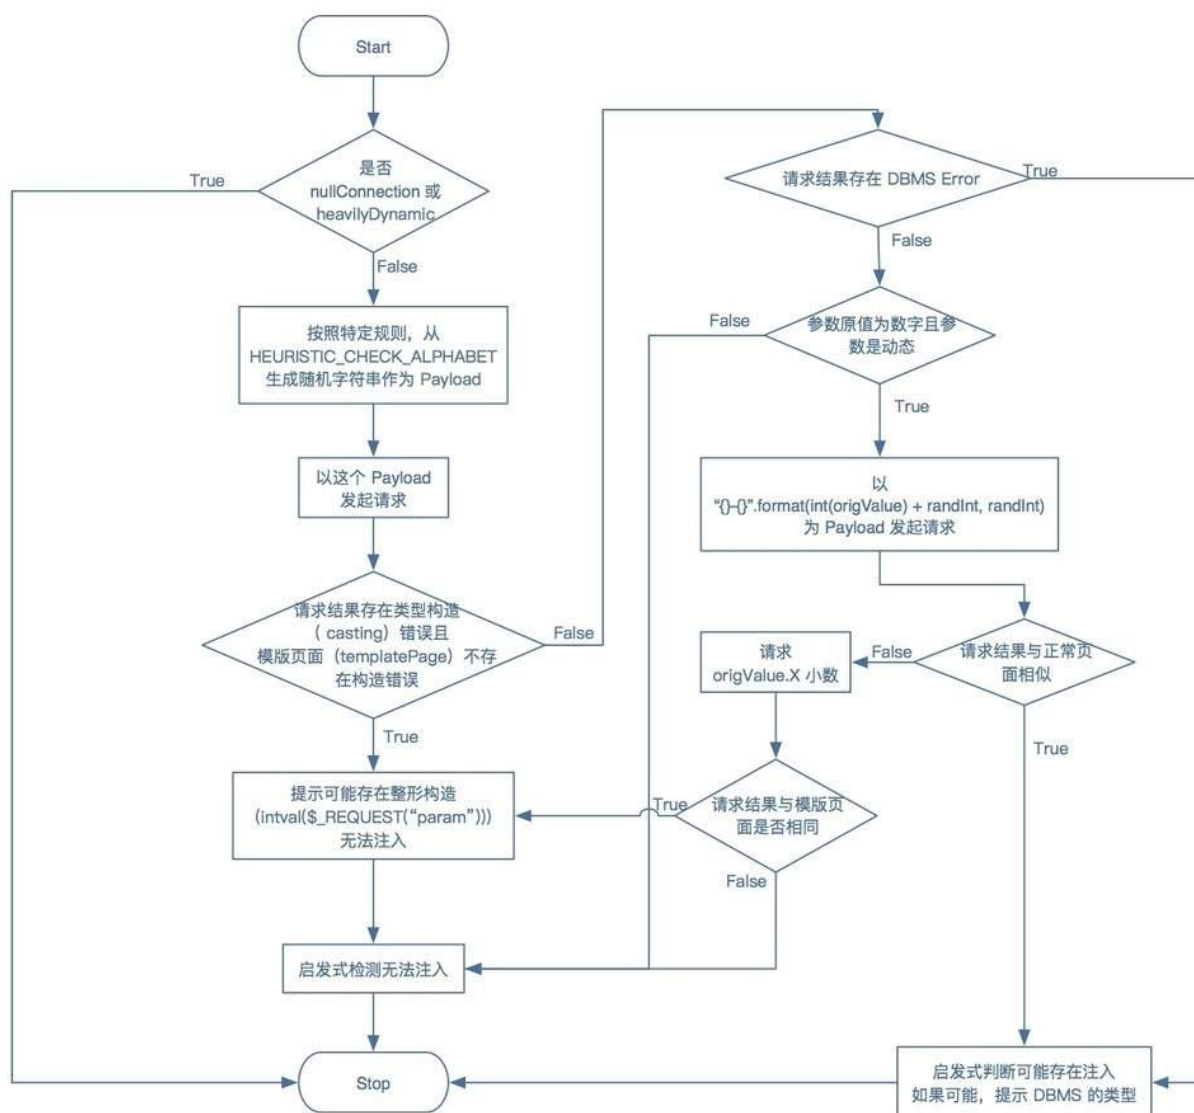 Start
是否
nullConnection 或
heavilyDynamic
True
False
按照特定规则，从
HEURISTIC_CHECK_ALPHABET
生成随机字符串作为 Payload
以这个 Payload
发起请求
请求结果存在类型构造
（ casting）错误且
模版页面（templatePage）不存
在构造错误
False
True
提示可能存在整形构造
(intval($_REQUEST(“param”)))
无法注入
启发式检测无法注入
Stop
请求结果存在 DBMS Error
True
False
参数原值为数字且参
数是动态
False
True
以
“{}-{}”.format(int(origValue) + randInt, randInt)
为 Payload 发起请求
请求结果与正常页
面相似
False
True
请求
origValue.X 小数
请求结果与模版页
面是否相同
True
False
启发式判断可能存在注入
如果可能，提示 DBMS 的类型